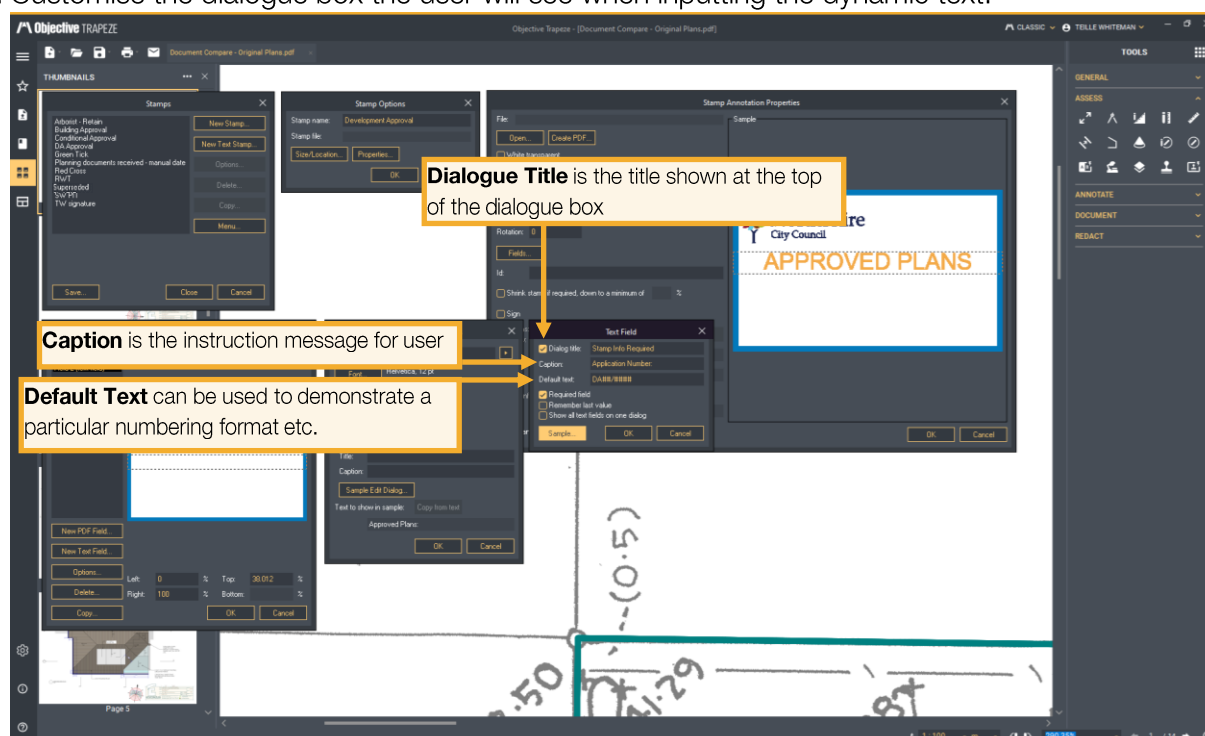 Customise the dialogue box the user will see when inputting the dynamic text.
Objective TRAPEZE
Objective Trapeze - [Document Compare - Original Plans.pdf]
CLASSIC
TEILLE WHITEMAN
Document Compare - Original Plans.pdf
TOOLS
THUMBNAILS
GENERAL
ASSESS
ANNOTATE
DOCUMENT
REDACT
Stamps
Arborist - Retain
Building Approval
Conditional Approval
DA Approval
Green Tick
Planning documents received - manual date
Red Cross
RWT
Superseded
TW signature
New Stamp...
New Text Stamp...
Options...
Delete...
Copy...
Menu...
Save...
Close
Cancel
Stamp Options
Stamp name: Development Approval
Stamp file:
Size/Location...
Properties...
OK
Stamp Annotation Properties
File:
Open...
Create PDF...
White transparent
Sample
Rotation: 0
Fields...
Id:
Shrink stamp if required, down to a minimum of %
Sign
City Council
APPROVED PLANS
OK
Cancel
Dialogue Title is the title shown at the top
of the dialogue box
Caption is the instruction message for user
Default Text can be used to demonstrate a
particular numbering format etc.
Text Field
Dialog title: Stamp Info Required
Caption: Application Number:
Default text:
Required field
Remember last value
Show all text fields on one dialog
Sample...
OK
Cancel
Font...
Helvetica, 12 pt
Title:
Caption:
Sample Edit Dialog...
Text to show in sample: Copy from text
Approved Plans:
OK
Cancel
New PDF Field...
New Text Field...
Options...
Delete...
Copy...
Left: 0 %
Top: 38.012 %
Right: 100 %
Bottom: %
OK
Cancel
Page 5
(0.5)
.50
41.29
1:100